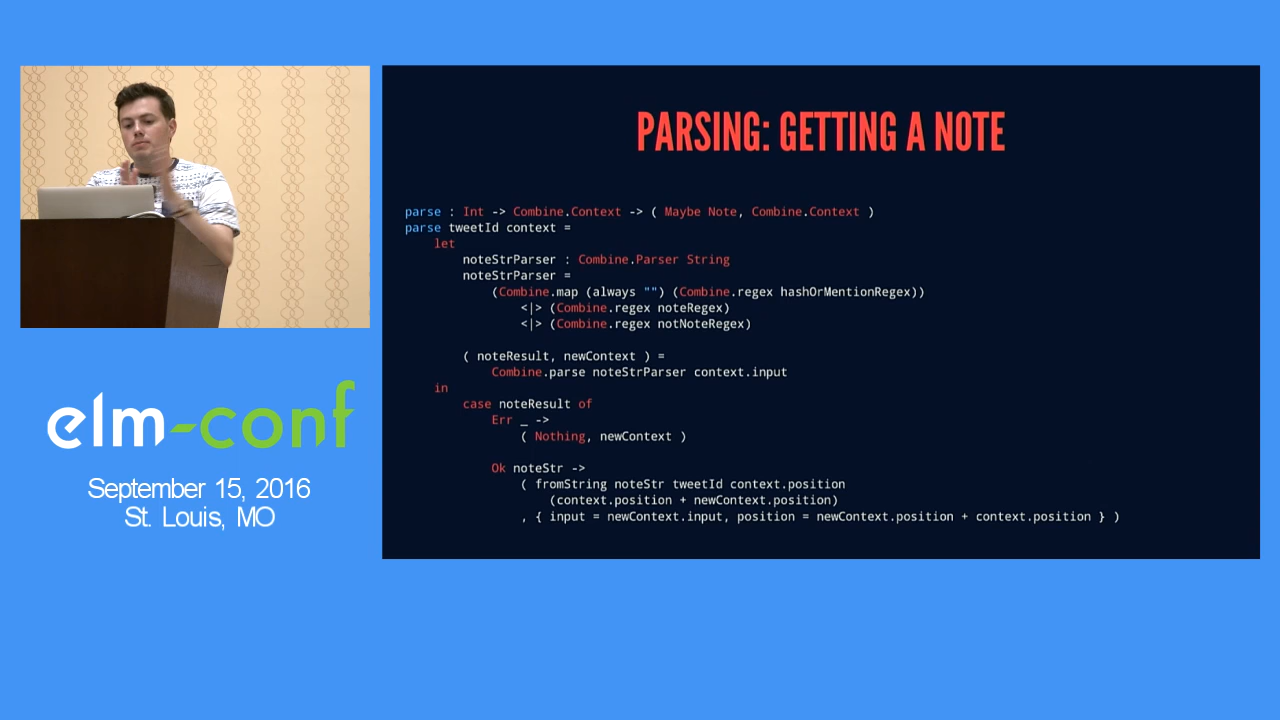 PARSING: GETTING A NOTE
parse : Int -> Combine.Context -> ( Maybe Note, Combine.Context )
parse tweetId context =
    let
        noteStrParser : Combine.Parser String
        noteStrParser =
            (Combine.map (always "") (Combine.regex hashOrMentionRegex))
                <|> (Combine.regex noteRegex)
                <|> (Combine.regex notNoteRegex)
        ( noteResult, newContext ) =
            Combine.parse noteStrParser context.input
    in
        case noteResult of
            Err _ ->
                ( Nothing, newContext )
            Ok noteStr ->
                ( fromString noteStr tweetId context.position
                    (context.position + newContext.position)
                , { input = newContext.input, position = newContext.position + context.position } )
elm-conf
September 15, 2016
St. Louis, MO